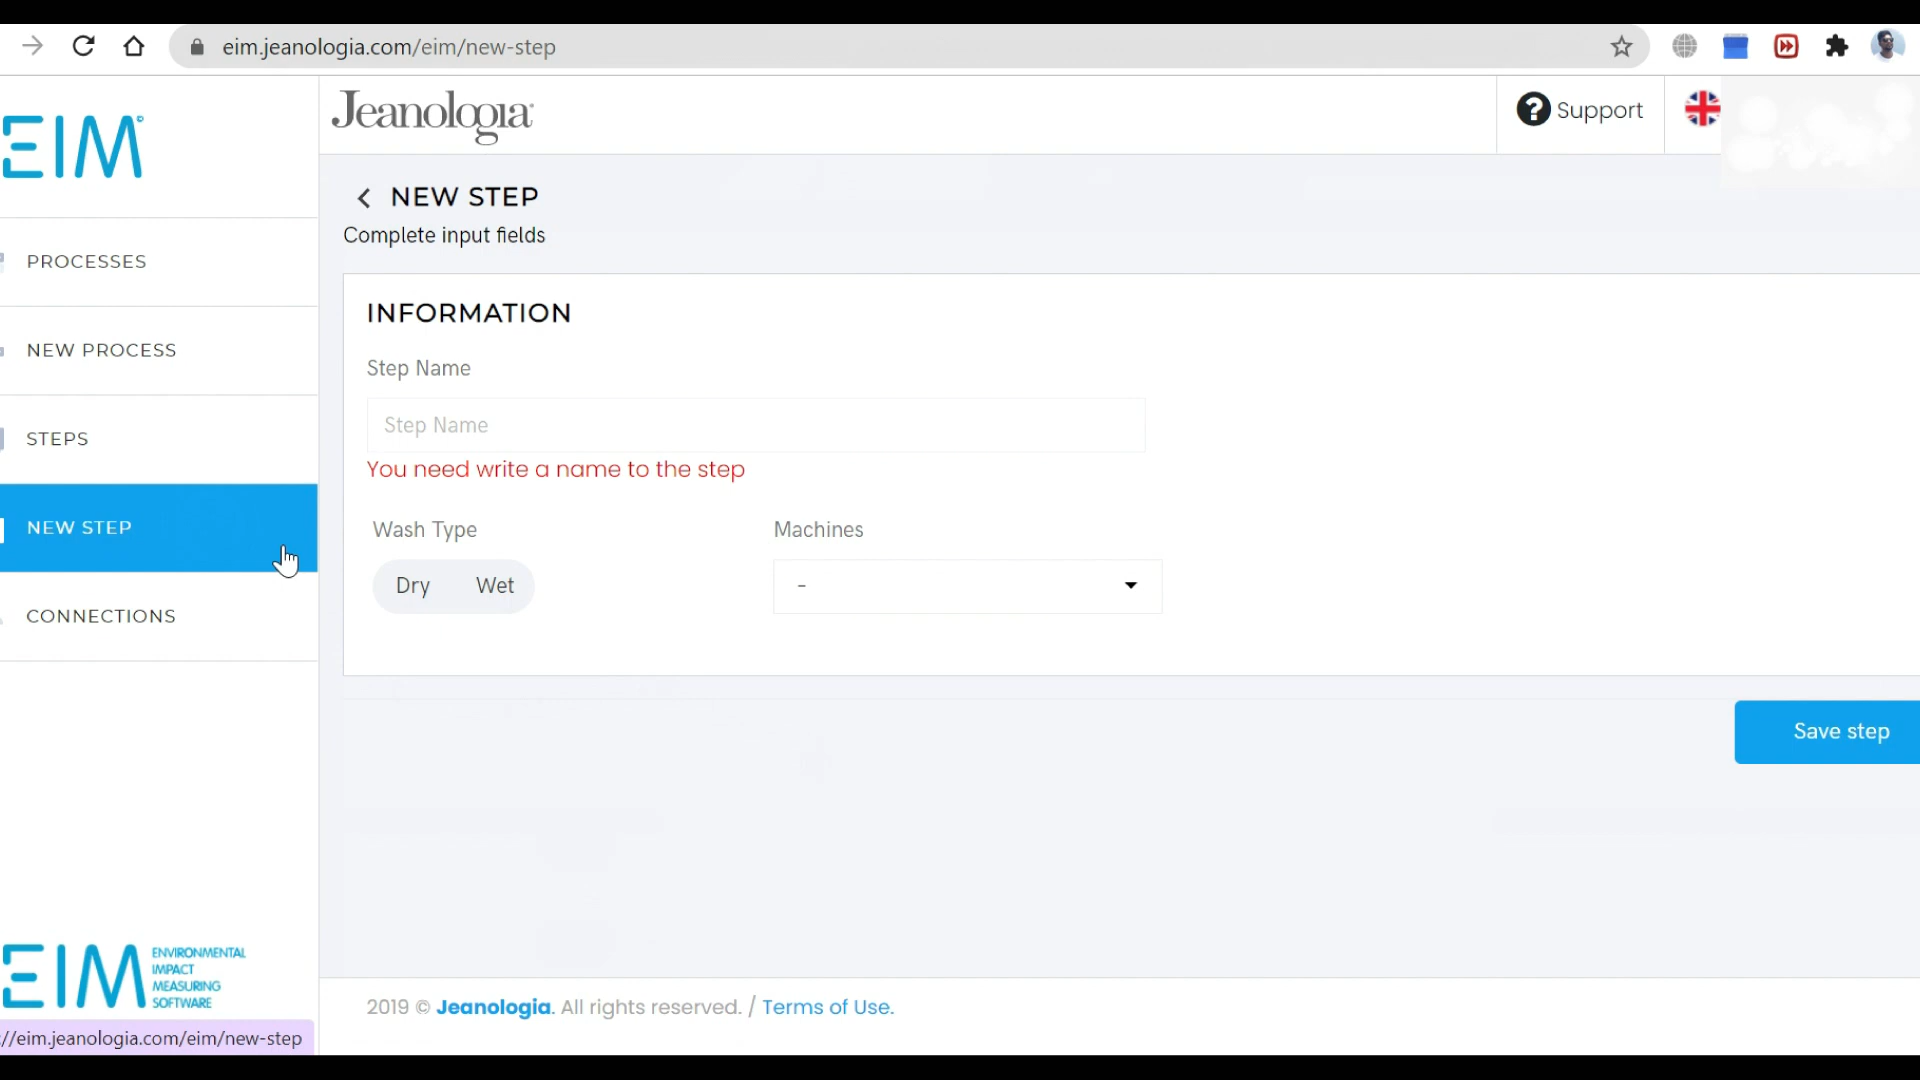 eim.jeanologia.com/eim/new-step
EIM
Jeanologia
Support
NEW STEP
Complete input fields
PROCESSES
NEW PROCESS
STEPS
NEW STEP
CONNECTIONS
INFORMATION
Step Name
Step Name
You need write a name to the step
Wash Type
Machines
Dry
Wet
-
Save step
EIM
ENVIRONMENTAL
IMPACT
MEASURING
SOFTWARE
2019 © Jeanologia. All rights reserved. / Terms of Use.
://eim.jeanologia.com/eim/new-step